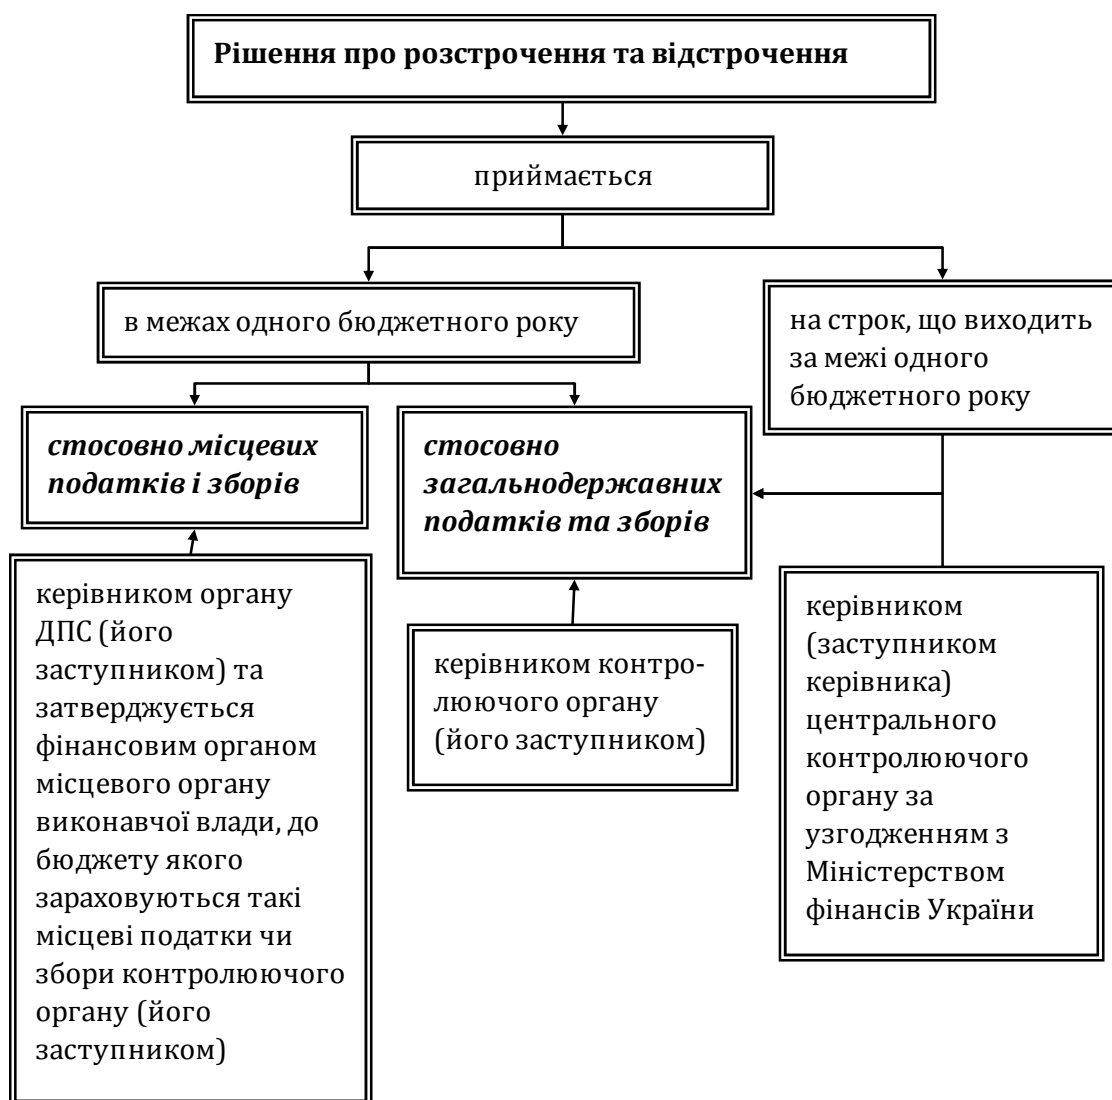 Рішення про розстрочення та відстрочення
приймається
в межах одного бюджетного року
на строк, що виходить
за межі одного
бюджетного року
стосовно місцевих
податків і зборів
стосовно
загальнодержавних
податків та зборів
керівником органу
ДПС (його
заступником) та
затверджується
фінансовим органом
місцевого органу
виконавчої влади, до
бюджету якого
зараховуються такі
місцеві податки чи
збори контролюючого
органу (його
заступником)
керівником контро-
люючого органу
(його заступником)
керівником
(заступником
керівника)
центрального
контролюючого
органу за
узгодженням з
Міністерством
фінансів України